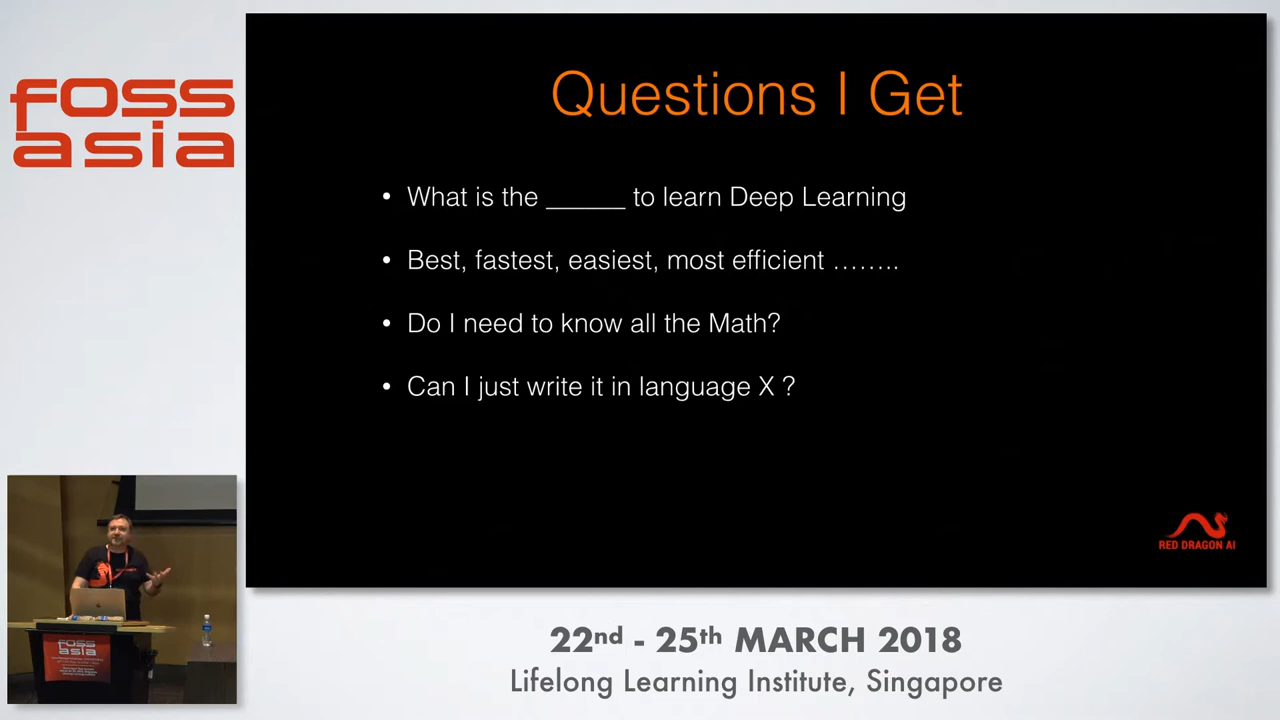 foss
asia
Questions I Get
• What is the ______ to learn Deep Learning
• Best, fastest, easiest, most efficient ……..
• Do I need to know all the Math?
• Can I just write it in language X ?
RED DRAGON AI
foss
asia
22nd - 25th MARCH 2018
Lifelong Learning Institute, Singapore